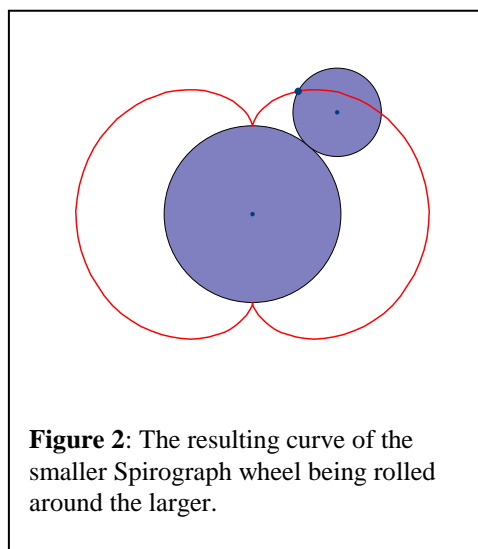 Figure 2: The resulting curve of the
smaller Spirograph wheel being rolled
around the larger.